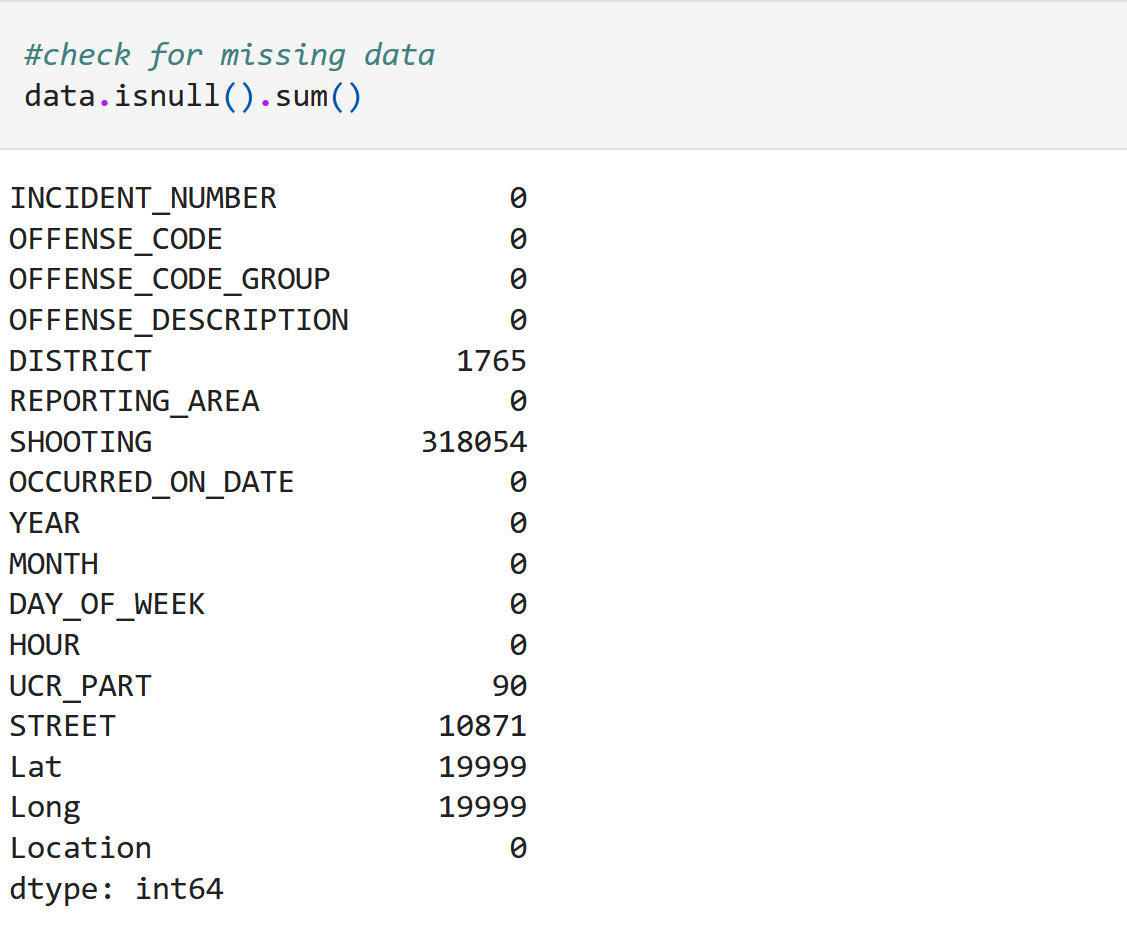 #check for missing data
data.isnull().sum()
INCIDENT_NUMBER 0
OFFENSE_CODE 0
OFFENSE_CODE_GROUP 0
OFFENSE_DESCRIPTION 0
DISTRICT 1765
REPORTING_AREA 0
SHOOTING 318054
OCCURRED_ON_DATE 0
YEAR 0
MONTH 0
DAY_OF_WEEK 0
HOUR 0
UCR_PART 90
STREET 10871
Lat 19999
Long 19999
Location 0
dtype: int64